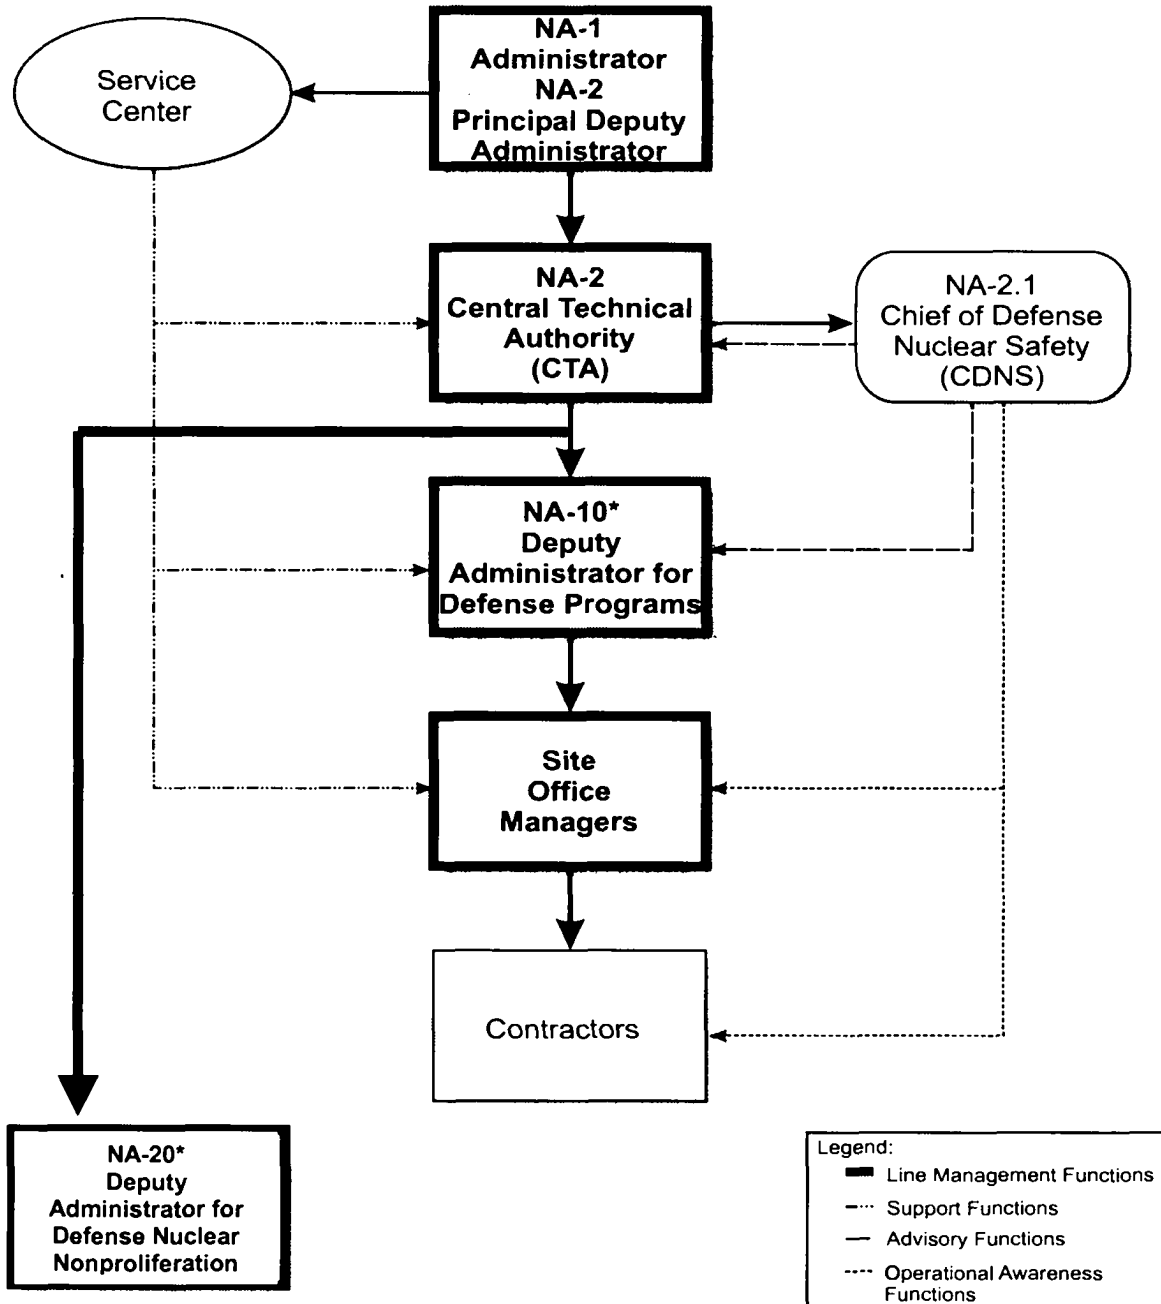 NA-1
Administrator
NA-2
Principal Deputy
Administrator
Service
Center
NA-2
Central Technical
Authority
(CTA)
NA-2.1
Chief of Defense
Nuclear Safety
(CDNS)
NA-10*
Deputy
Administrator for
Defense Programs
Site
Office
Managers
Contractors
NA-20*
Deputy
Administrator for
Defense Nuclear
Nonproliferation
Legend:
Line Management Functions
Support Functions
Advisory Functions
Operational Awareness
Functions